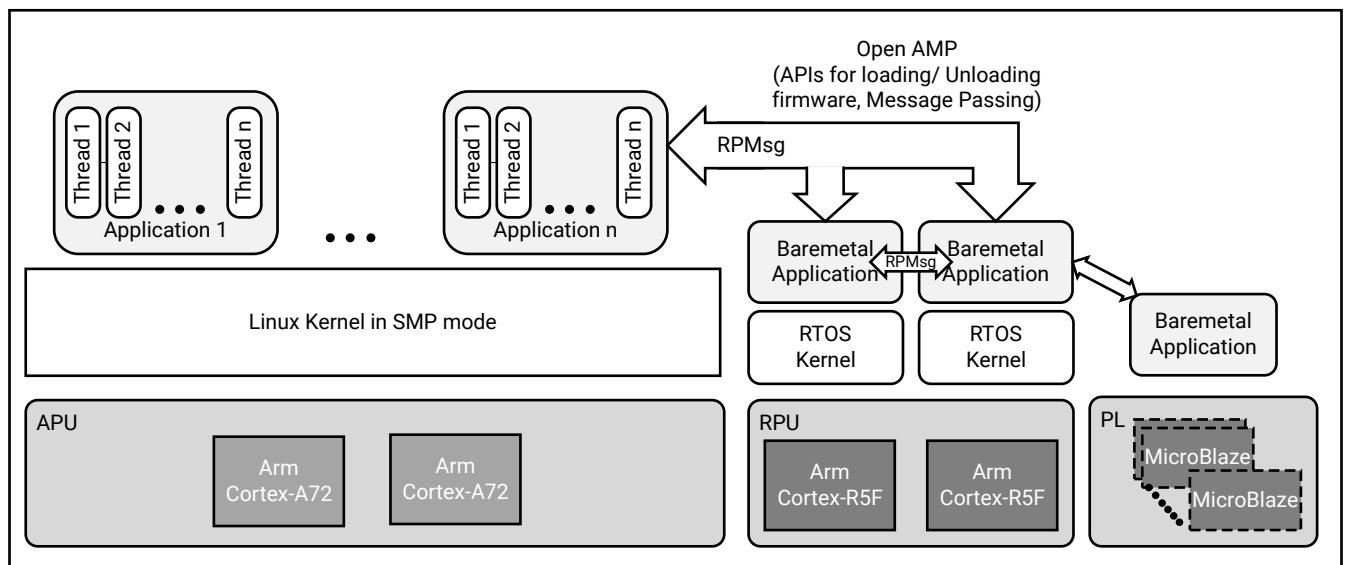 Open AMP
(APIs for loading/ Unloading
firmware, Message Passing)
Thread 1
Thread 2
Thread n
Application 1
Thread 1
Thread 2
Thread n
Application n
RPMsg
Baremetal
Application
RPMsg
Baremetal
Application
Linux Kernel in SMP mode
RTOS
Kernel
RTOS
Kernel
Baremetal
Application
APU
Arm
Cortex-A72
Arm
Cortex-A72
RPU
Arm
Cortex-R5F
Arm
Cortex-R5F
PL
MicroBlaze
MicroBlaze